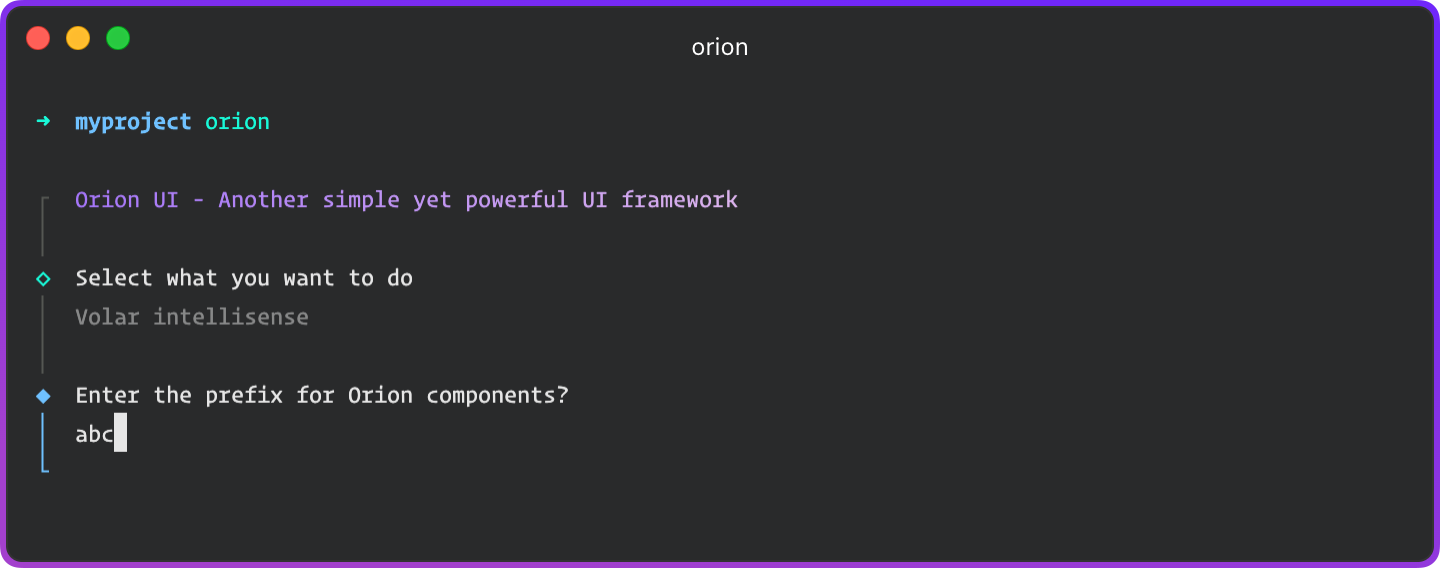 orion
➜ myproject orion
Orion UI - Another simple yet powerful UI framework
Select what you want to do
Volar intellisense
Enter the prefix for Orion components?
abc